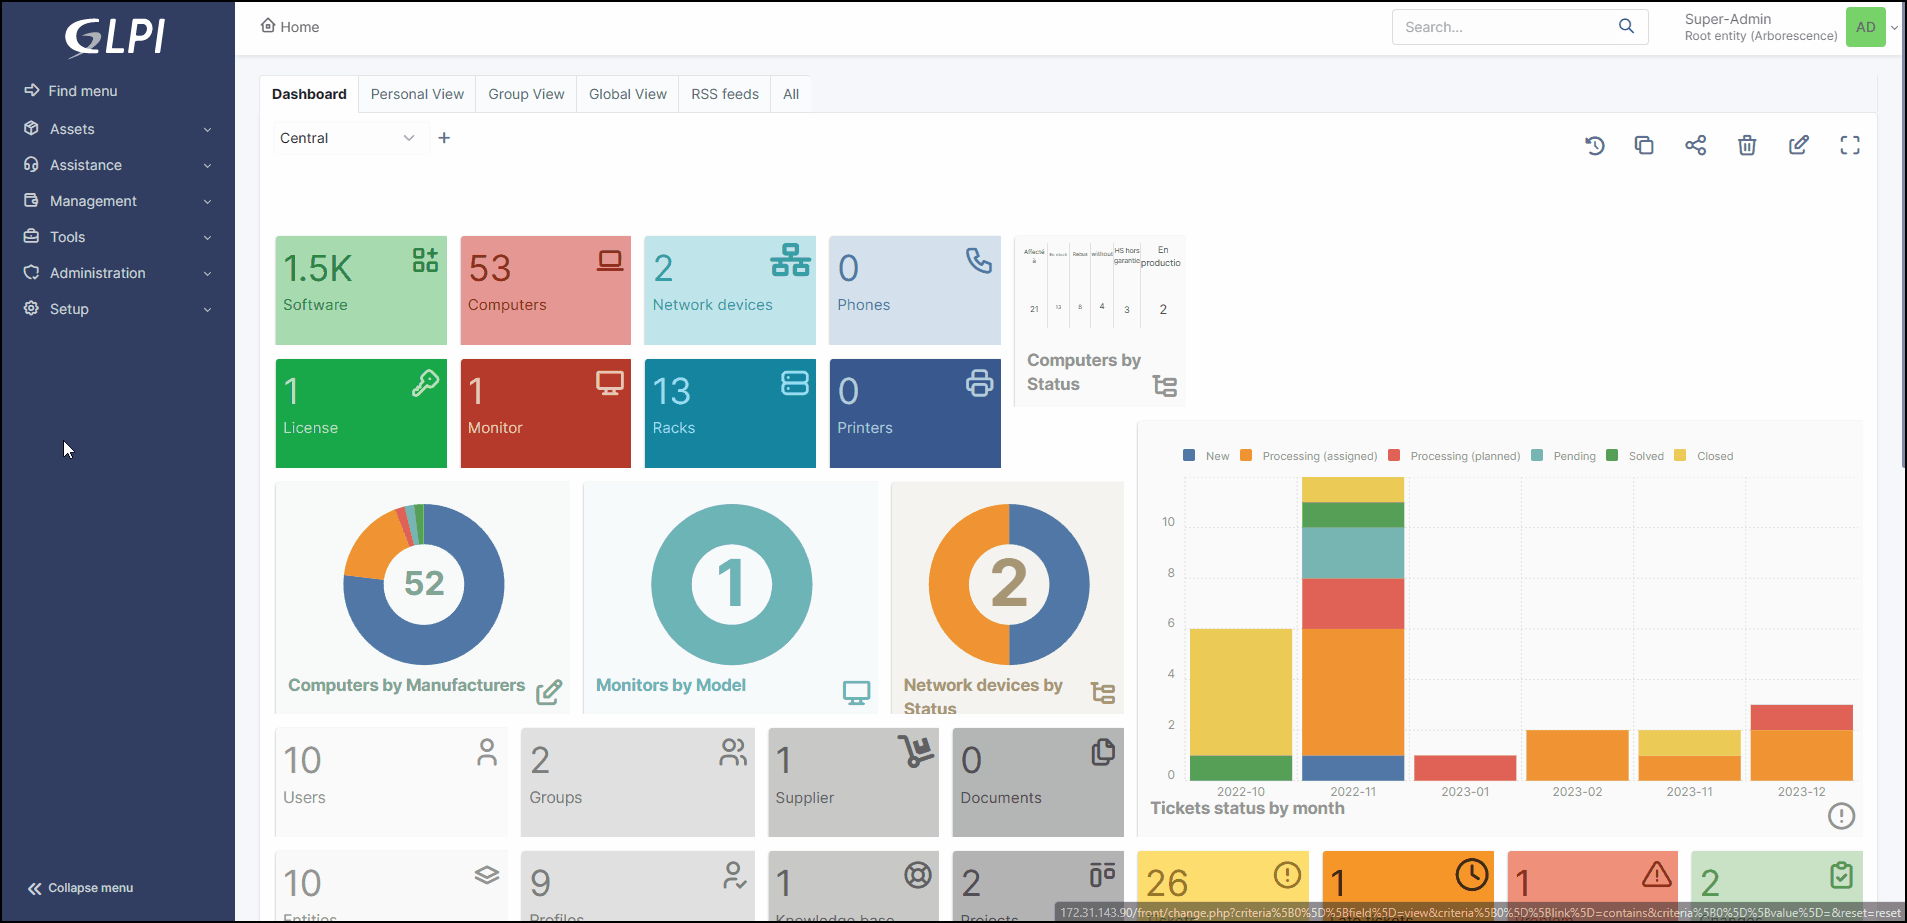 GLPI
Home
Search...
Super-Admin
Root entity (Arborescence)
AD
Find menu
Assets
Assistance
Management
Tools
Administration
Setup
Collapse menu
Dashboard
Personal View
Group View
Global View
RSS feeds
All
Central
+
1.5K
Software
53
Computers
2
Network devices
0
Phones
Affecté à
En stock
Rebus
without
HS hors garantie
En productio
21
13
8
4
3
2
Computers by Status
1
License
1
Monitor
13
Racks
0
Printers
52
Computers by Manufacturers
1
Monitors by Model
2
Network devices by Status
New
Processing (assigned)
Processing (planned)
Pending
Solved
Closed
10
8
6
4
2
0
2022-10
2022-11
2023-01
2023-02
2023-11
2023-12
Tickets status by month
10
Users
2
Groups
1
Supplier
0
Documents
10
Entities
9
Profiles
1
Knowledge base
2
Projects
26
1
1
2
172.31.143.90/front/change.php?criteria%5B0%5D%5Bfield%5D=view&criteria%5B0%5D%5Blink%5D=contains&criteria%5B0%5D%5Bvalue%5D=&reset=reset